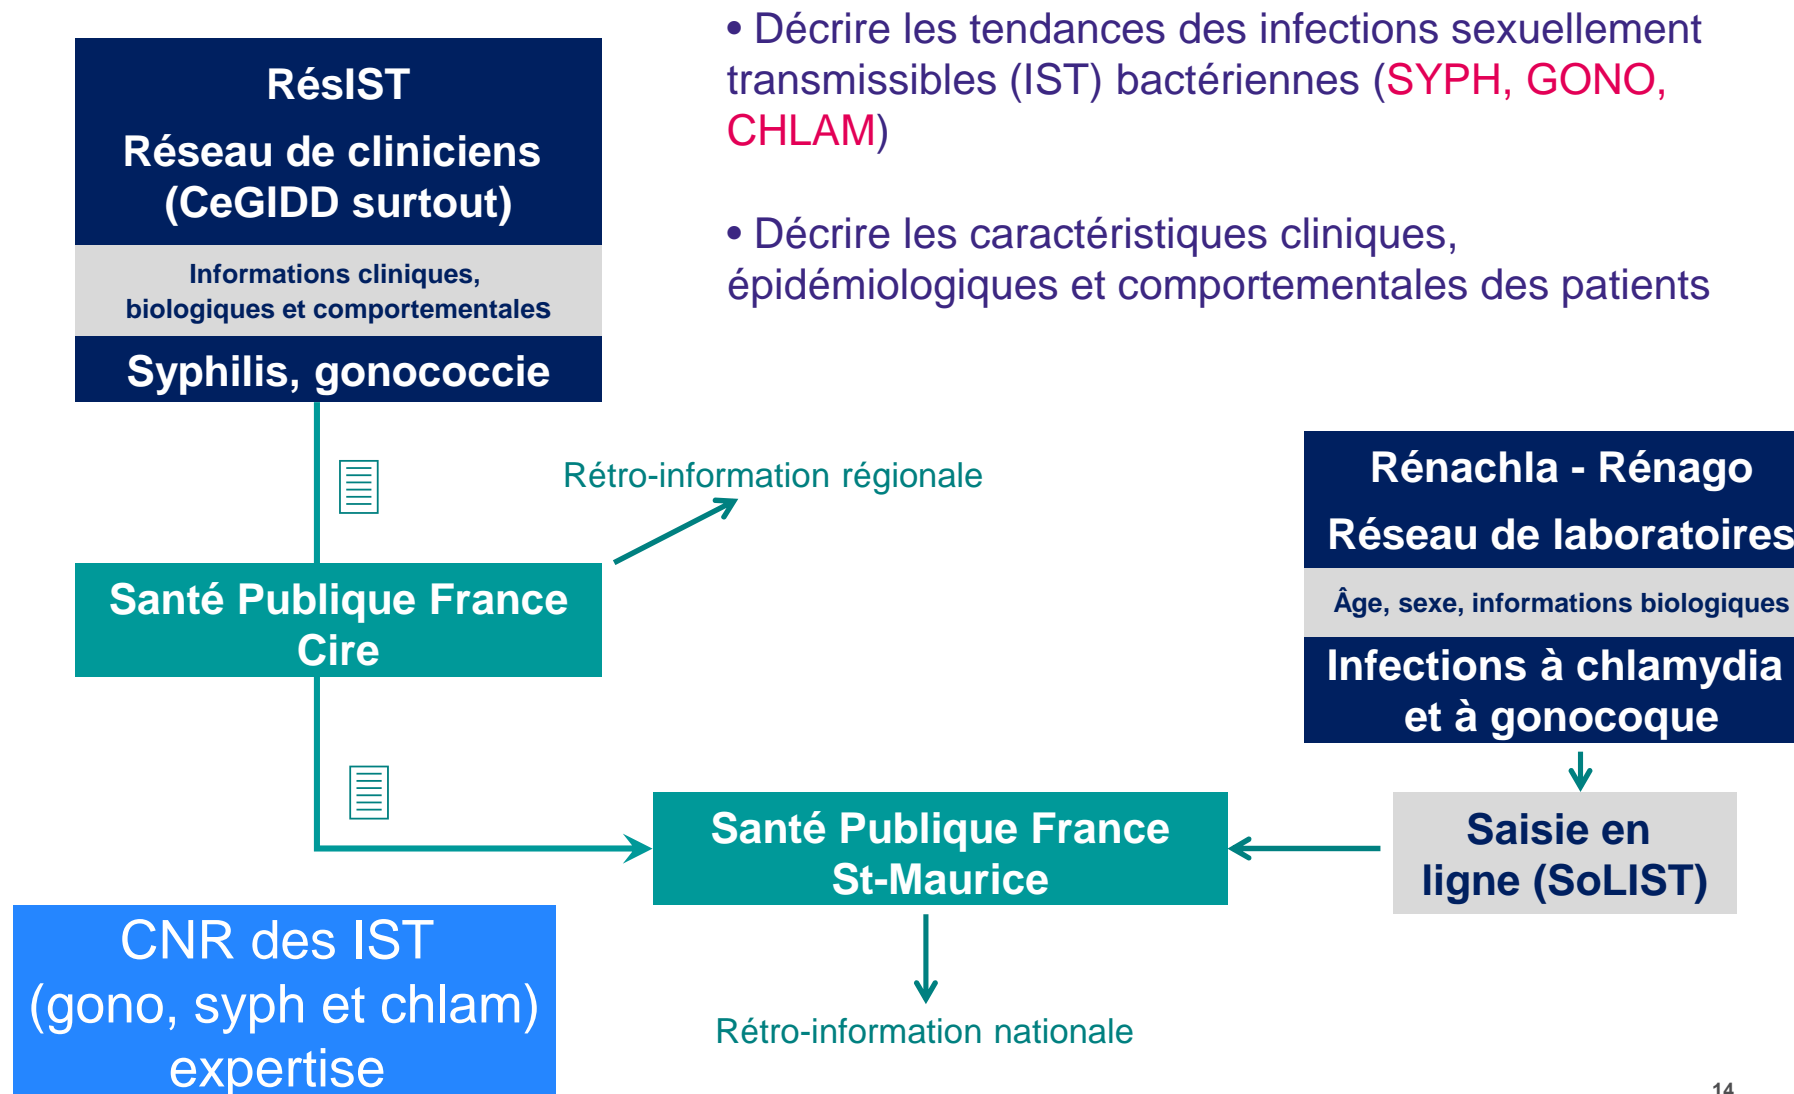 • Décrire les tendances des infections sexuellement
transmissibles (IST) bactériennes (SYPH, GONO,
CHLAM)
• Décrire les caractéristiques cliniques,
épidémiologiques et comportementales des patients
RésIST
Réseau de cliniciens
(CeGIDD surtout)
Informations cliniques,
biologiques et comportementales
Syphilis, gonococcie
Rétro-information régionale
Santé Publique France
Cire
Rénachla - Rénago
Réseau de laboratoires
Âge, sexe, informations biologiques
Infections à chlamydia
et à gonocoque
Saisie en
ligne (SoLIST)
Santé Publique France
St-Maurice
Rétro-information nationale
CNR des IST
(gono, syph et chlam)
expertise
14